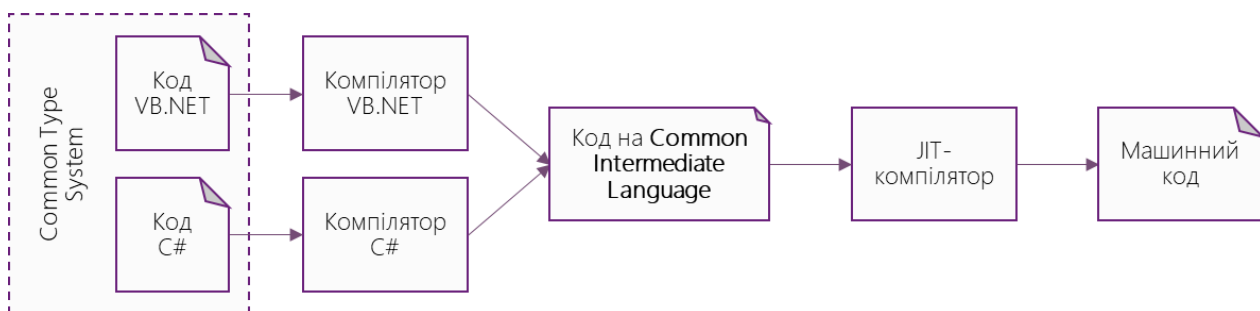 Common Type
System
Код
VB.NET
Компілятор
VB.NET
Код
C#
Компілятор
C#
Код на Common
Intermediate
Language
JIT-
компілятор
Машинний
код